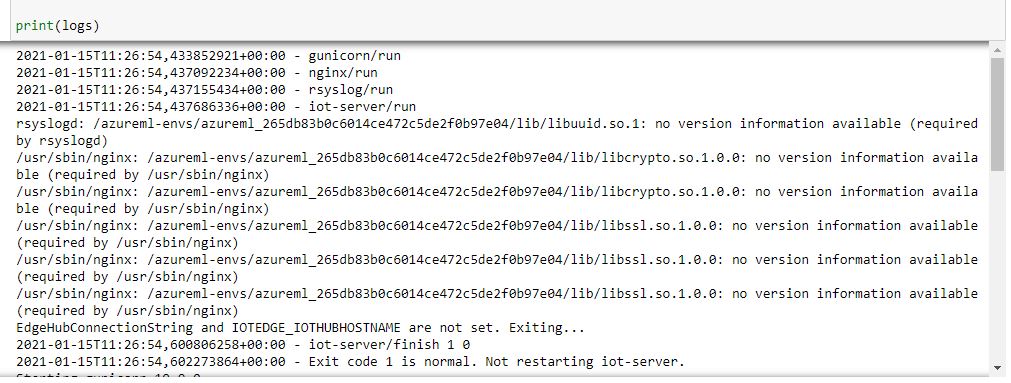 print(logs)
2021-01-15T11:26:54,433852921+00:00 - gunicorn/run
2021-01-15T11:26:54,437092234+00:00 - nginx/run
2021-01-15T11:26:54,437155434+00:00 - rsyslog/run
2021-01-15T11:26:54,437686336+00:00 - iot-server/run
rsyslogd: /azureml-envs/azureml_265db83b0c6014ce472c5de2f0b97e04/lib/libuuid.so.1: no version information available (required
by rsyslogd)
/usr/sbin/nginx: /azureml-envs/azureml_265db83b0c6014ce472c5de2f0b97e04/lib/libcrypto.so.1.0.0: no version information availa
ble (required by /usr/sbin/nginx)
/usr/sbin/nginx: /azureml-envs/azureml_265db83b0c6014ce472c5de2f0b97e04/lib/libcrypto.so.1.0.0: no version information availa
ble (required by /usr/sbin/nginx)
/usr/sbin/nginx: /azureml-envs/azureml_265db83b0c6014ce472c5de2f0b97e04/lib/libssl.so.1.0.0: no version information available
(required by /usr/sbin/nginx)
/usr/sbin/nginx: /azureml-envs/azureml_265db83b0c6014ce472c5de2f0b97e04/lib/libssl.so.1.0.0: no version information available
(required by /usr/sbin/nginx)
/usr/sbin/nginx: /azureml-envs/azureml_265db83b0c6014ce472c5de2f0b97e04/lib/libssl.so.1.0.0: no version information available
(required by /usr/sbin/nginx)
EdgeHubConnectionString and IOTEDGE_IOTHUBHOSTNAME are not set. Exiting...
2021-01-15T11:26:54,600806258+00:00 - iot-server/finish 1 0
2021-01-15T11:26:54,602273864+00:00 - Exit code 1 is normal. Not restarting iot-server.